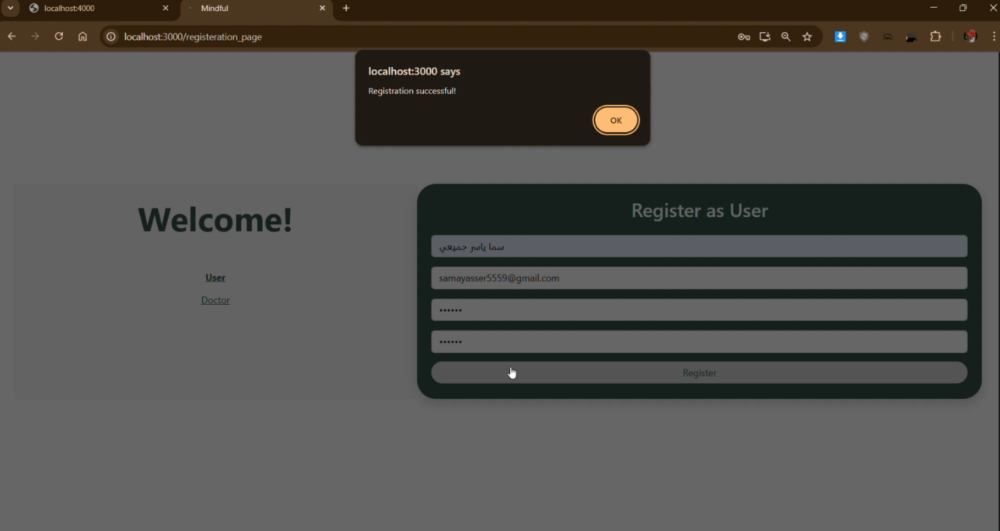 localhost:4000
Mindful
localhost:3000/registeration_page
localhost:3000 says
Registration successful!
OK
Welcome!
User
Doctor
Register as User
سما ياسر جميعي
samayasser5559@gmail.com
••••••
••••••
Register